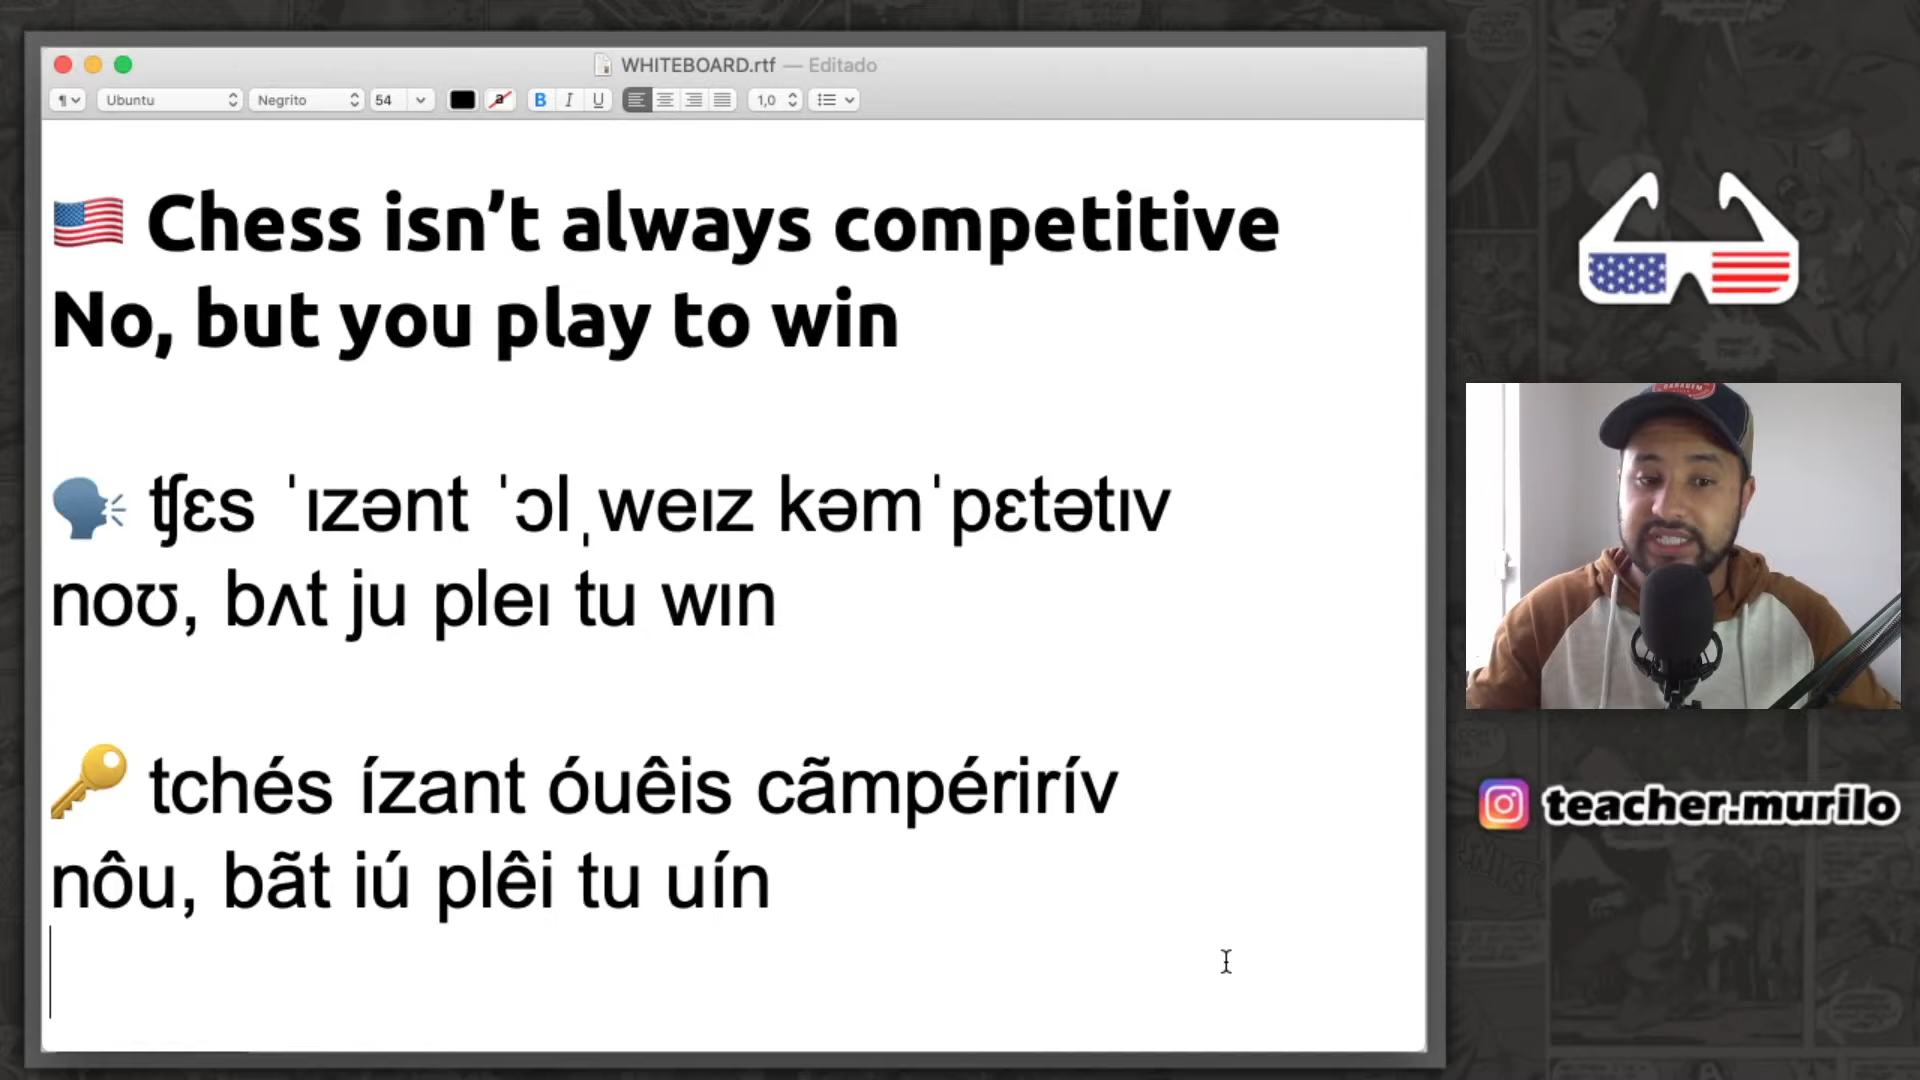 WHITEBOARD.rtf — Editado
¶ Ubuntu Negrito 54 a B I U 1,0
🇺🇸 Chess isn’t always competitive
No, but you play to win
🗣 ʧɛs ˈɪzənt ˈɔlˌweɪz kəmˈpɛtətɪv
noʊ, bʌt ju pleɪ tu wɪn
🔑 tchés ízant óuêis cãmpérirív
nôu, bãt iú plêi tu uín
teacher.murilo